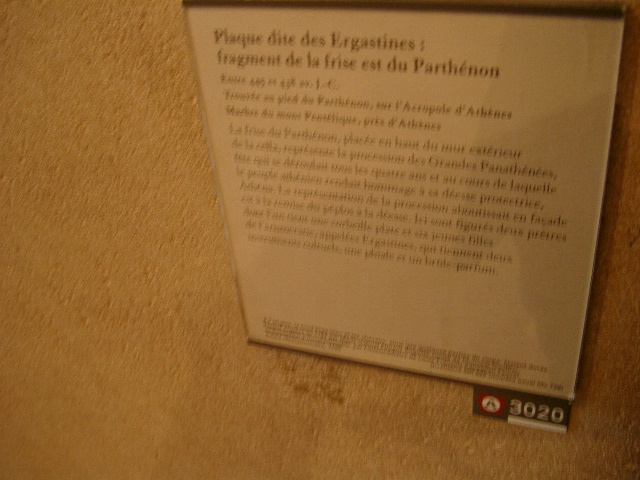 Plaque dite des Ergastines :
fragment de la frise est du Parthénon
Entre 445 et 438 av. J.-C.
Trouvée au pied du Parthénon, sur l'Acropole d'Athènes
Marbre du mont Pentélique, près d'Athènes
La frise du Parthénon, placée en haut du mur extérieur
de la cella, représente la procession des Grandes Panathénées,
fête qui se déroulait tous les quatre ans et au cours de laquelle
le peuple athénien rendait hommage à sa déesse protectrice,
Athéna. La représentation de la procession aboutissait en façade
est à la remise du péplos à la déesse. Ici sont figurés deux prêtres
dont l'un tient une corbeille plate et six jeunes filles
de l'aristocratie, appelées Ergastines, qui tiennent deux
instruments rituels, une phiale et un brûle-parfum.
3020